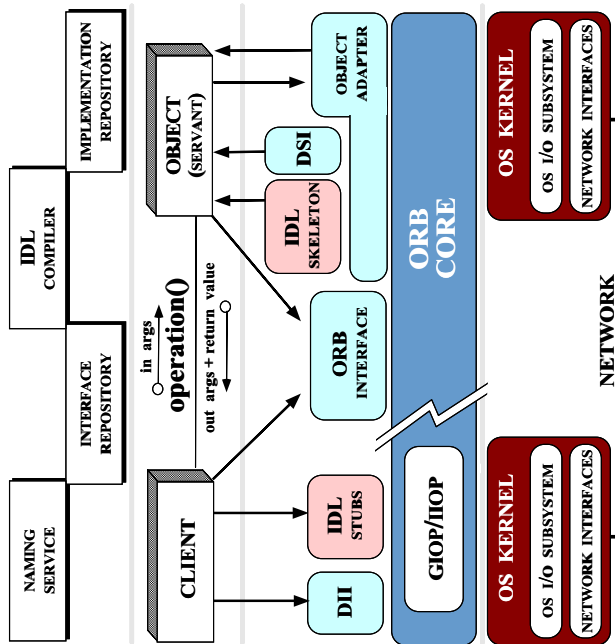 NAMING
SERVICE
INTERFACE
REPOSITORY
IDL
COMPILER
IMPLEMENTATION
REPOSITORY
CLIENT
in args
operation()
out args + return value
OBJECT
(SERVANT)
DII
IDL
STUBS
ORB
INTERFACE
IDL
SKELETON
DSI
OBJECT
ADAPTER
GIOP/IIOP
ORB
CORE
OS KERNEL
OS I/O SUBSYSTEM
NETWORK INTERFACES
NETWORK
OS KERNEL
OS I/O SUBSYSTEM
NETWORK INTERFACES